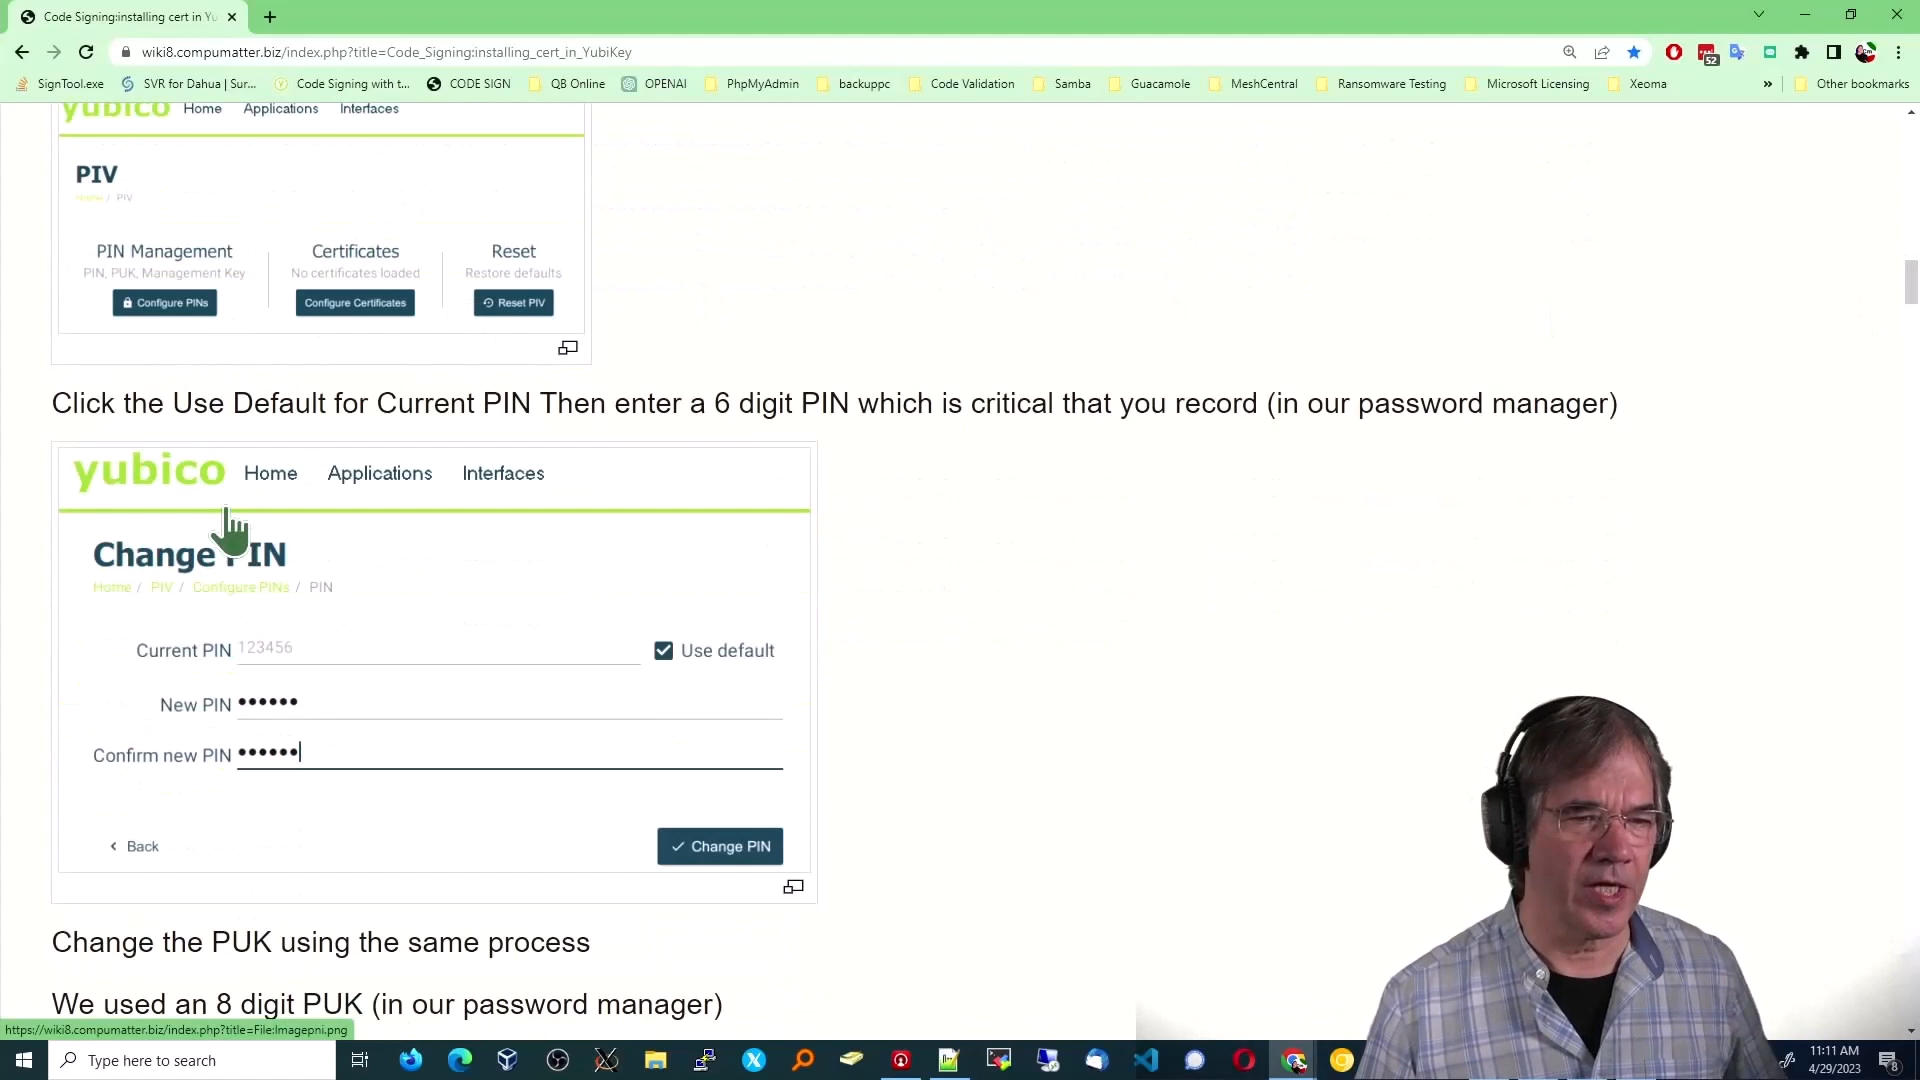 Code Signing:installing cert in Yu
wiki8.compumatter.biz/index.php?title=Code_Signing:installing_cert_in_YubiKey
52
SignTool.exe
SVR for Dahua | Sur...
Code Signing with t...
CODE SIGN
QB Online
OPENAI
PhpMyAdmin
backuppc
Code Validation
Samba
Guacamole
MeshCentral
Ransomware Testing
Microsoft Licensing
Xeoma
»
Other bookmarks
yubico Home Applications Interfaces
PIV
Home / PIV
PIN Management
PIN, PUK, Management Key
Configure PINs
Certificates
No certificates loaded
Configure Certificates
Reset
Restore defaults
Reset PIV
Click the Use Default for Current PIN Then enter a 6 digit PIN which is critical that you record (in our password manager)
yubico Home Applications Interfaces
Change PIN
Home / PIV / Configure PINs / PIN
Current PIN 123456 Use default
New PIN ••••••
Confirm new PIN ••••••
< Back
Change PIN
Change the PUK using the same process
We used an 8 digit PUK (in our password manager)
https://wiki8.compumatter.biz/index.php?title=File:Imagepni.png
Type here to search
11:11 AM
4/29/2023
8